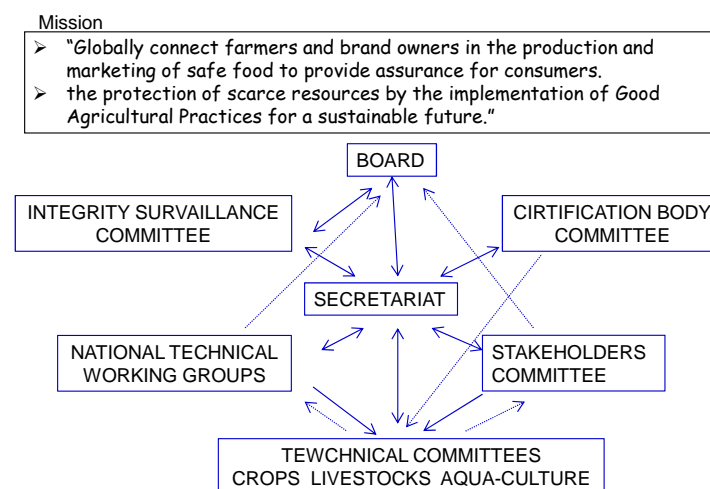 Mission
➢ “Globally connect farmers and brand owners in the production and
marketing of safe food to provide assurance for consumers.
➢ the protection of scarce resources by the implementation of Good
Agricultural Practices for a sustainable future.”
BOARD
INTEGRITY SURVAILLANCE
COMMITTEE
CIRTIFICATION BODY
COMMITTEE
SECRETARIAT
NATIONAL TECHNICAL
WORKING GROUPS
STAKEHOLDERS
COMMITTEE
TEWCHNICAL COMMITTEES
CROPS LIVESTOCKS AQUA-CULTURE